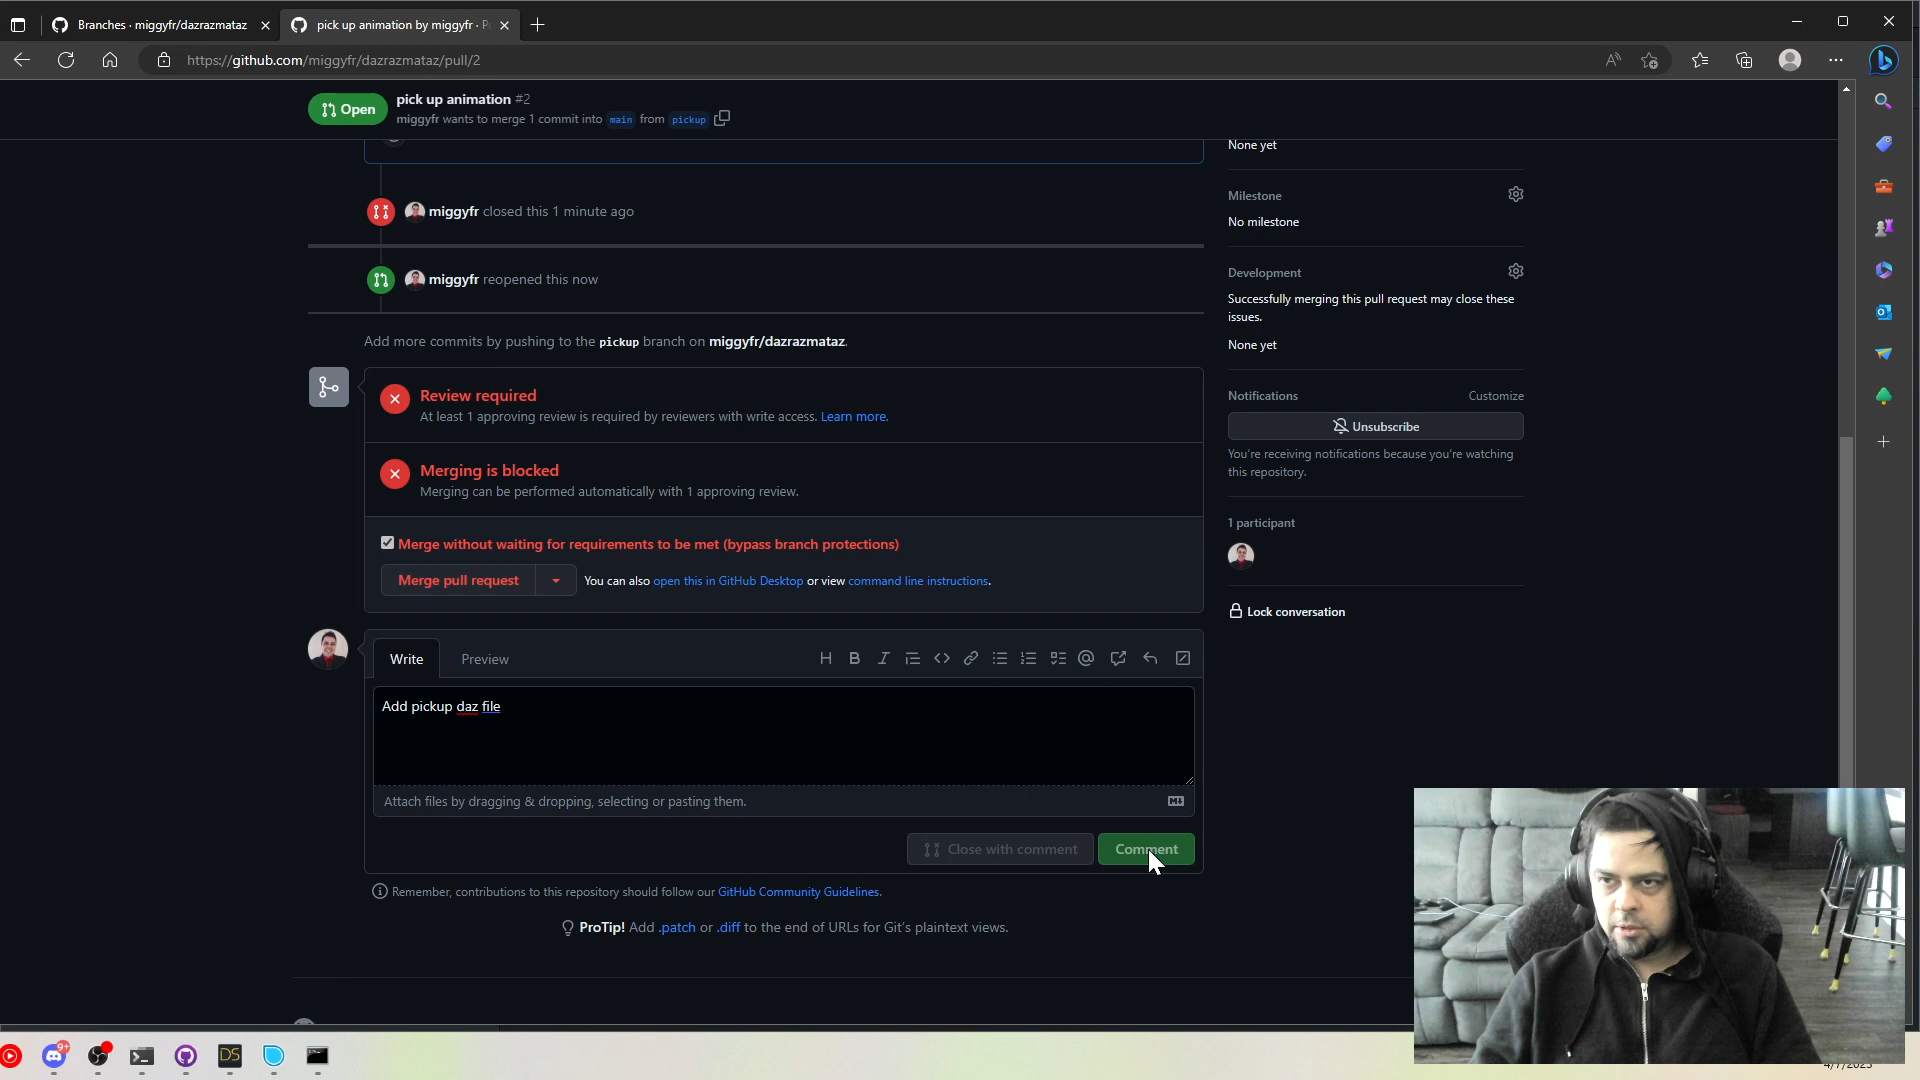 Branches · miggyfr/dazrazmataz
pick up animation by miggyfr · P
https://github.com/miggyfr/dazrazmataz/pull/2
Open
pick up animation #2
miggyfr wants to merge 1 commit into main from pickup
miggyfr closed this 1 minute ago
miggyfr reopened this now
Add more commits by pushing to the pickup branch on miggyfr/dazrazmataz.
Review required
At least 1 approving review is required by reviewers with write access. Learn more.
Merging is blocked
Merging can be performed automatically with 1 approving review.
Merge without waiting for requirements to be met (bypass branch protections)
Merge pull request
You can also open this in GitHub Desktop or view command line instructions.
Write
Preview
Add pickup daz file
Attach files by dragging & dropping, selecting or pasting them.
Close with comment
Comment
Remember, contributions to this repository should follow our GitHub Community Guidelines.
ProTip! Add .patch or .diff to the end of URLs for Git's plaintext views.
None yet
Milestone
No milestone
Development
Successfully merging this pull request may close these
issues.
None yet
Notifications
Customize
Unsubscribe
You're receiving notifications because you're watching
this repository.
1 participant
Lock conversation
9+
DS